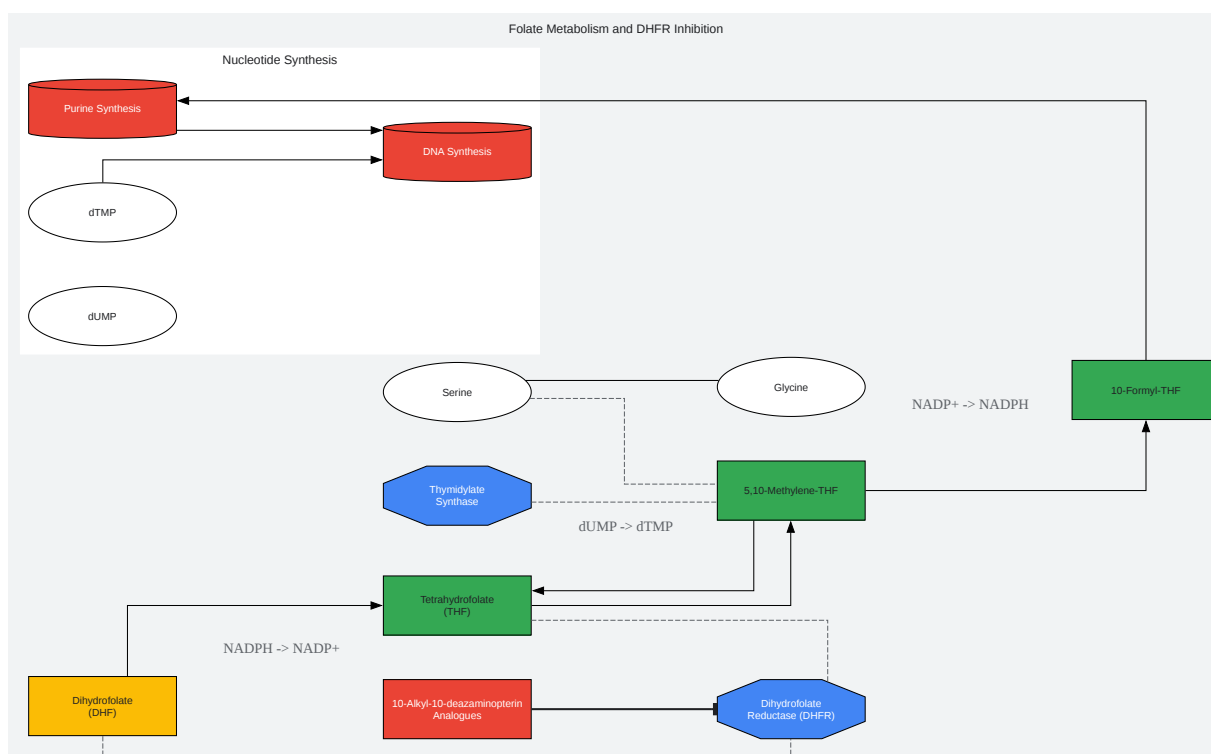 Folate Metabolism and DHFR Inhibition
Nucleotide Synthesis
Purine Synthesis
DNA Synthesis
dTMP
dUMP
Serine
Glycine
10-Formyl-THF
NADP+ -> NADPH
Thymidylate
Synthase
5,10-Methylene-THF
dUMP -> dTMP
Tetrahydrofolate
(THF)
NADPH -> NADP+
Dihydrofolate
(DHF)
10-Alkyl-10-deazaminopterin
Analogues
Dihydrofolate
Reductase (DHFR)